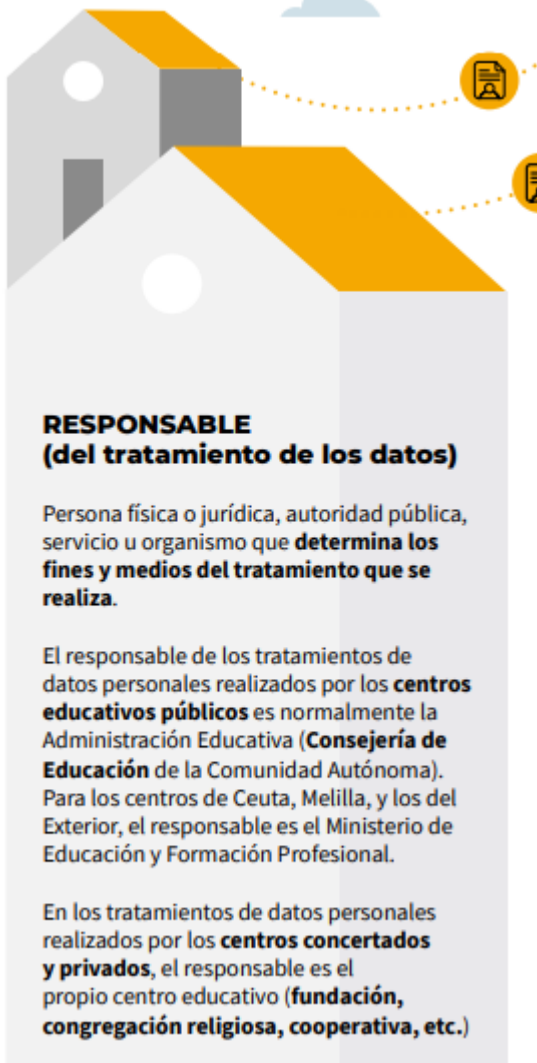 RESPONSABLE
(del tratamiento de los datos)
Persona física o jurídica, autoridad pública,
servicio u organismo que determina los
fines y medios del tratamiento que se
realiza.
El responsable de los tratamientos de
datos personales realizados por los centros
educativos públicos es normalmente la
Administración Educativa (Consejería de
Educación de la Comunidad Autónoma).
Para los centros de Ceuta, Melilla, y los del
Exterior, el responsable es el Ministerio de
Educación y Formación Profesional.
En los tratamientos de datos personales
realizados por los centros concertados
y privados, el responsable es el
propio centro educativo (fundación,
congregación religiosa, cooperativa, etc.)